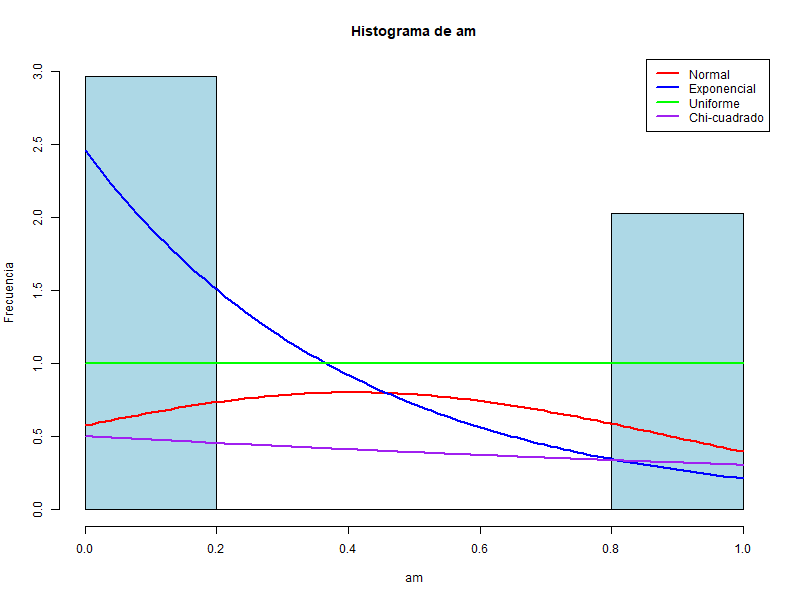 Histograma de am
Normal
Exponencial
Uniforme
Chi-cuadrado
Frecuencia
3.0
2.5
2.0
1.5
1.0
0.5
0.0
0.0 0.2 0.4 0.6 0.8 1.0
am